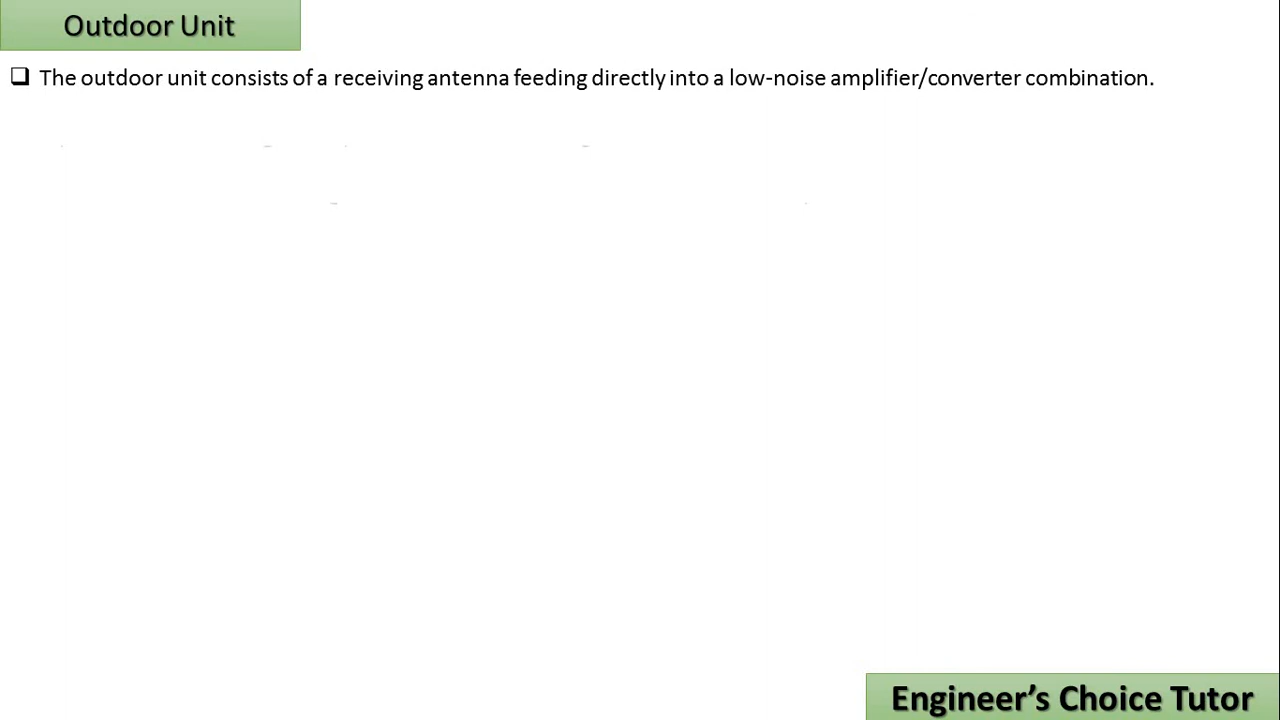 Outdoor Unit
The outdoor unit consists of a receiving antenna feeding directly into a low-noise amplifier/converter combination.
Engineer’s Choice Tutor